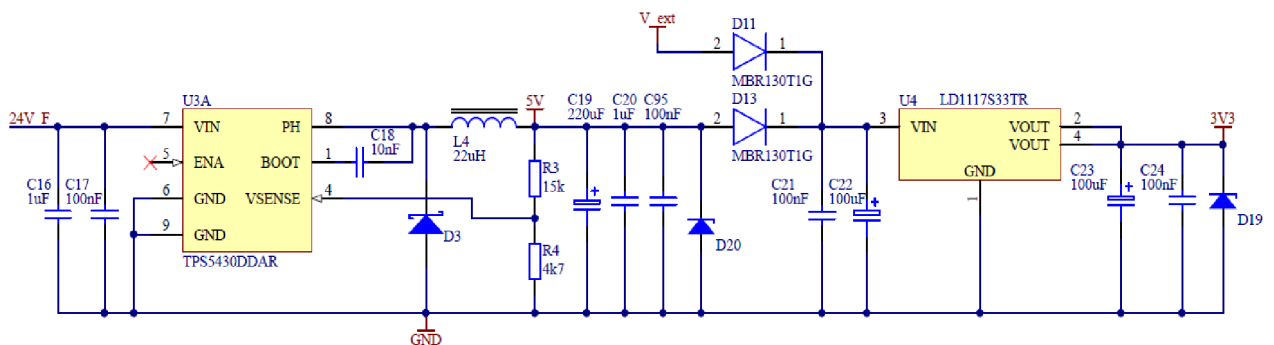 V_ext
D11
2
1
MBR130T1G
24V_F
U3A
7
VIN
PH
8
5
ENA
BOOT
1
6
GND
VSENSE
4
9
GND
TPS5430DDAR
C16
1uF
C17
100nF
C18
10nF
D3
L4
22uH
5V
R3
15k
R4
4k7
C19
220uF
C20
1uF
C95
100nF
D20
D13
2
1
MBR130T1G
C21
100nF
C22
100uF
+
+
U4
LD1117S33TR
3
VIN
VOUT
2
VOUT
4
GND
1
C23
100uF
+
C24
100nF
3V3
D19
GND